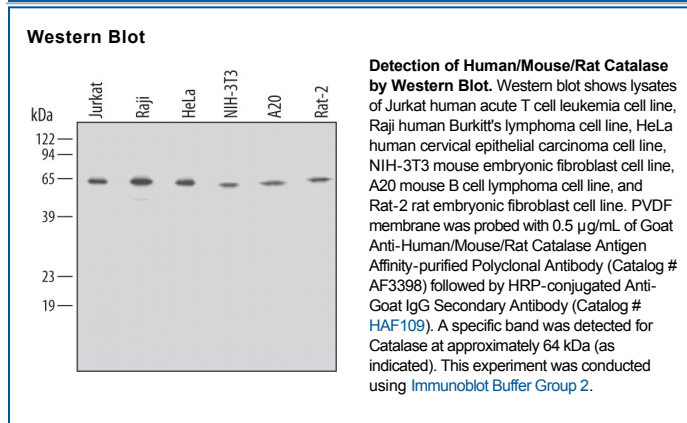 Western Blot
kDa
Jurkat
Raji
HeLa
NIH-3T3
A20
Rat-2
122
94
65
39
23
19
Detection of Human/Mouse/Rat Catalase
by Western Blot. Western blot shows lysates
of Jurkat human acute T cell leukemia cell line,
Raji human Burkitt's lymphoma cell line, HeLa
human cervical epithelial carcinoma cell line,
NIH-3T3 mouse embryonic fibroblast cell line,
A20 mouse B cell lymphoma cell line, and
Rat-2 rat embryonic fibroblast cell line. PVDF
membrane was probed with 0.5 µg/mL of Goat
Anti-Human/Mouse/Rat Catalase Antigen
Affinity-purified Polyclonal Antibody (Catalog #
AF3398) followed by HRP-conjugated Anti-
Goat IgG Secondary Antibody (Catalog #
HAF109). A specific band was detected for
Catalase at approximately 64 kDa (as
indicated). This experiment was conducted
using Immunoblot Buffer Group 2.